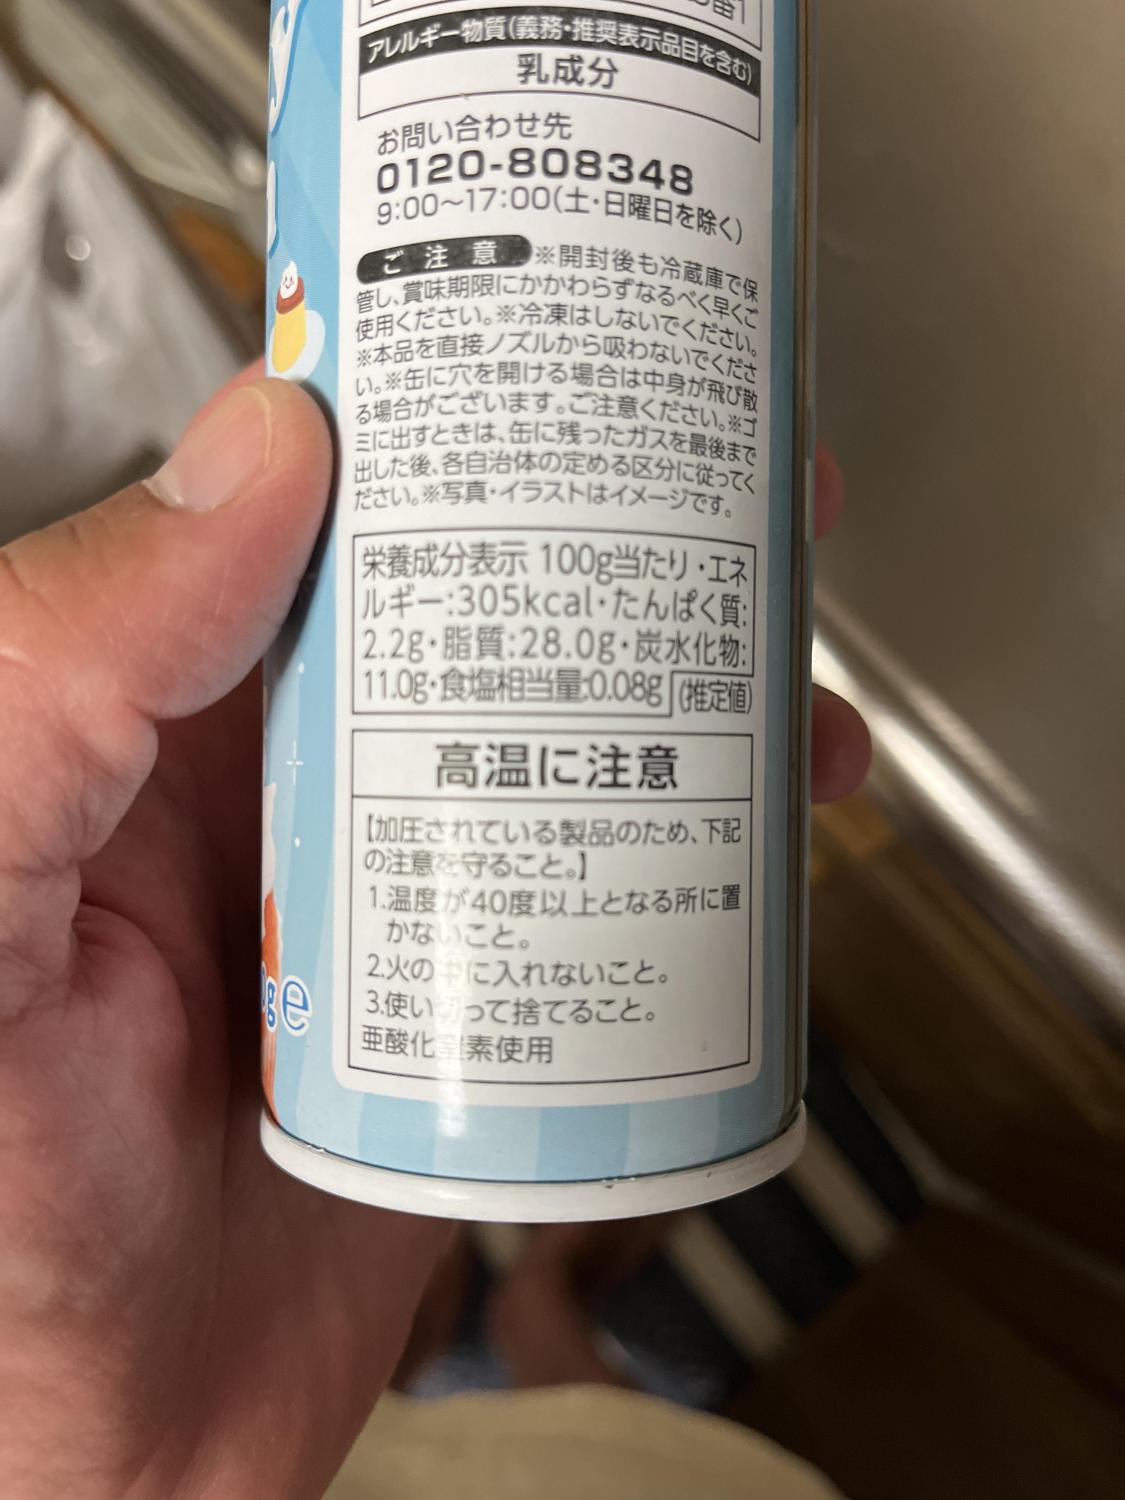 アレルギー物質(義務・推奨表示品目を含む)
乳成分
お問い合わせ先
0120-808348
9:00〜17:00(土・日曜日を除く)
ご注意 ※開封後も冷蔵庫で保
管し、賞味期限にかかわらずなるべく早くご
使用ください。※冷凍はしないでください。
※本品を直接ノズルから吸わないでくださ
い。※缶に穴を開ける場合は中身が飛び散
る場合がございます。ご注意ください。※ゴ
ミに出すときは、缶に残ったガスを最後まで
出した後、各自治体の定める区分に従ってく
ださい。※写真・イラストはイメージです。
栄養成分表示 100g当たり・エネ
ルギー:305kcal・たんぱく質:
2.2g・脂質:28.0g・炭水化物:
11.0g・食塩相当量:0.08g (推定値)
高温に注意
【加圧されている製品のため、下記
の注意を守ること。】
1.温度が40度以上となる所に置
かないこと。
2.火の中に入れないこと。
3.使い切って捨てること。
亜酸化窒素使用
g e